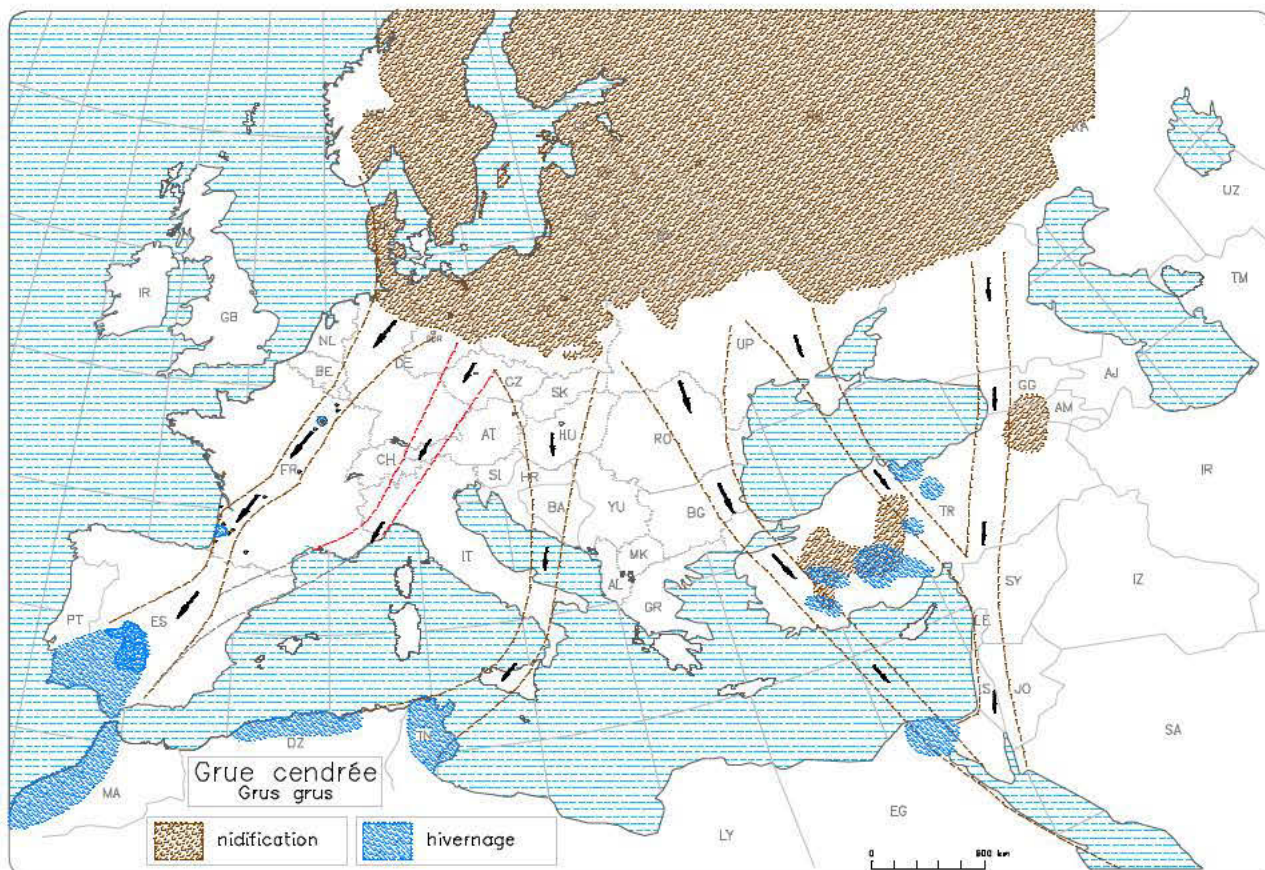 UZ
TM
IR
GB
NL
BE
DE
CZ
SK
UP
GG
AJ
AM
FR
CH
AT
HU
RO
SI
HR
BA
YU
BG
TR
IR
IT
MK
AL
GR
SY
IZ
PT
ES
LE
IS
JO
SA
DZ
TN
MA
LY
EG
Grue cendrée
Grus grus
nidification
hivernage
0 500 km